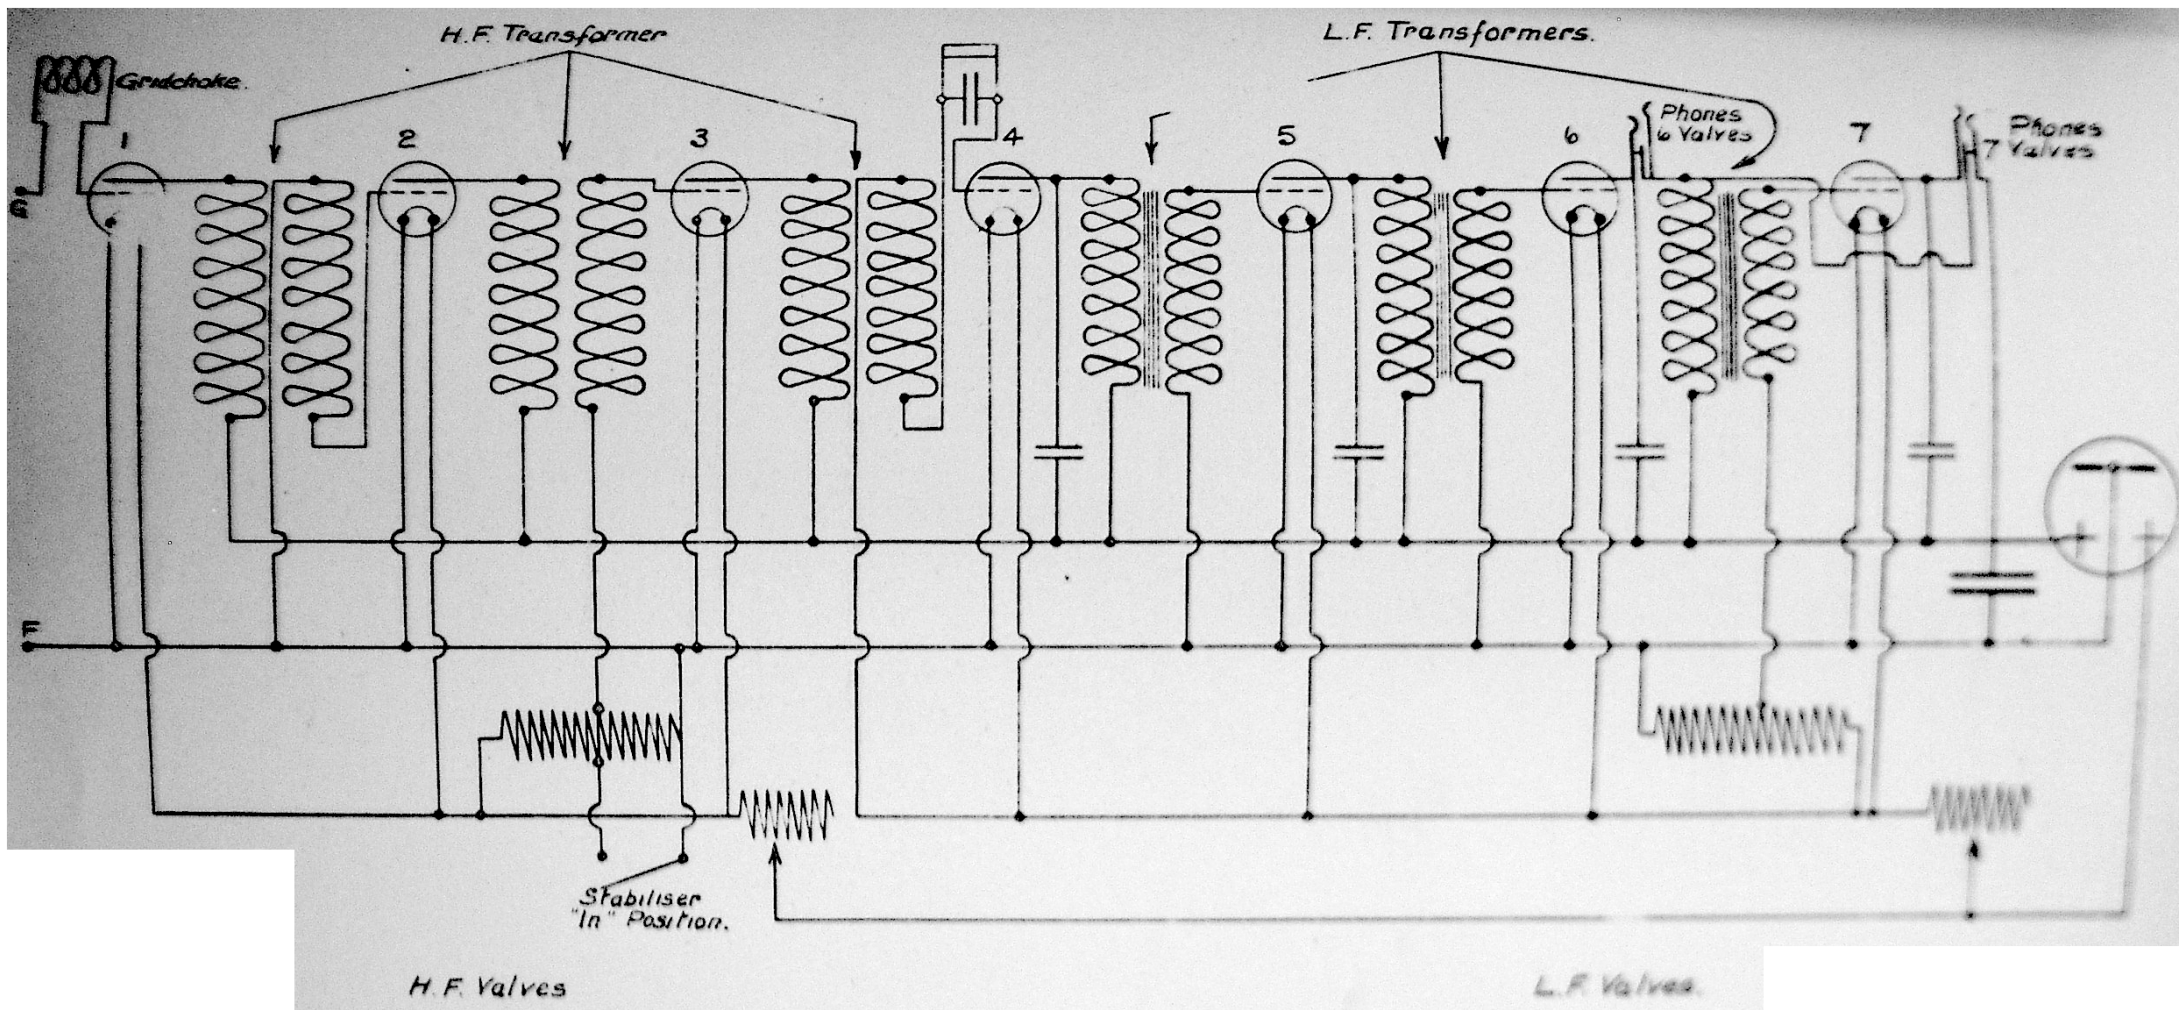 H.F. Transformer
L.F. Transformers.
Gridchoke.
1
2
3
4
5
6
7
Phones
6 Valves
Phones
7 Valves
F
Stabiliser
"In" Position.
H.F. Valves
L.F. Valves.